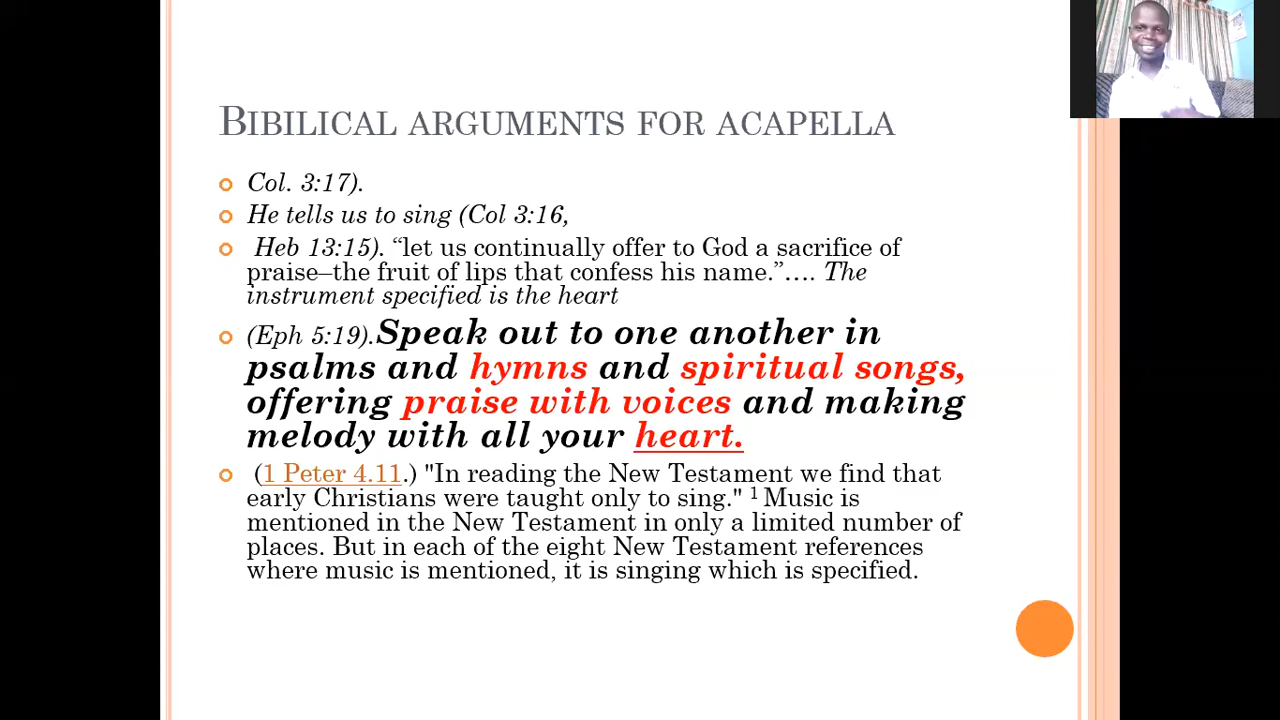 BIBILICAL ARGUMENTS FOR ACAPELLA
Col. 3:17).
He tells us to sing (Col 3:16,
Heb 13:15). “let us continually offer to God a sacrifice of
praise–the fruit of lips that confess his name.”…. The
instrument specified is the heart
(Eph 5:19).Speak out to one another in
psalms and hymns and spiritual songs,
offering praise with voices and making
melody with all your heart.
(1 Peter 4.11.) "In reading the New Testament we find that
early Christians were taught only to sing." ¹ Music is
mentioned in the New Testament in only a limited number of
places. But in each of the eight New Testament references
where music is mentioned, it is singing which is specified.